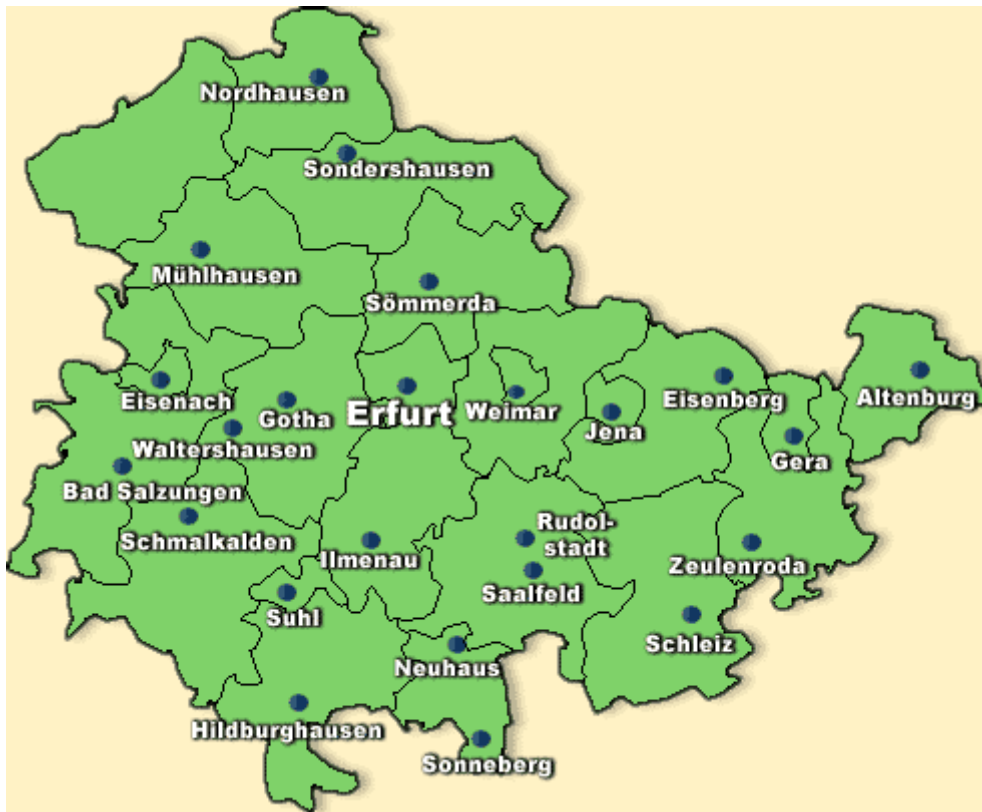 Nordhausen
Sondershausen
Mühlhausen
Sömmerda
Eisenach
Gotha
Erfurt
Weimar
Jena
Eisenberg
Altenburg
Waltershausen
Gera
Bad Salzungen
Schmalkalden
Ilmenau
Rudol-
stadt
Saalfeld
Zeulenroda
Suhl
Schleiz
Neuhaus
Hildburghausen
Sonneberg